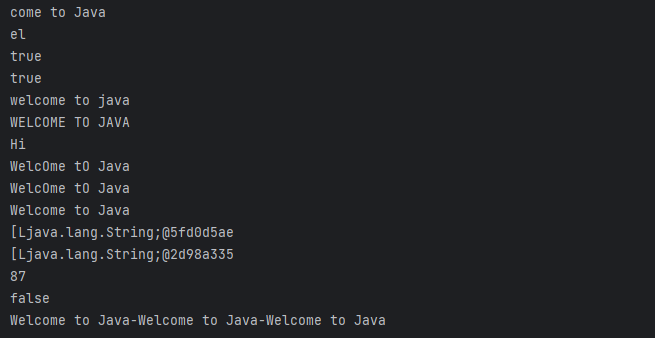 come to Java
el
true
true
welcome to java
WELCOME TO JAVA
Hi
WelcOme tO Java
WelcOme tO Java
Welcome to Java
[Ljava.lang.String;@5fd0d5ae
[Ljava.lang.String;@2d98a335
87
false
Welcome to Java-Welcome to Java-Welcome to Java